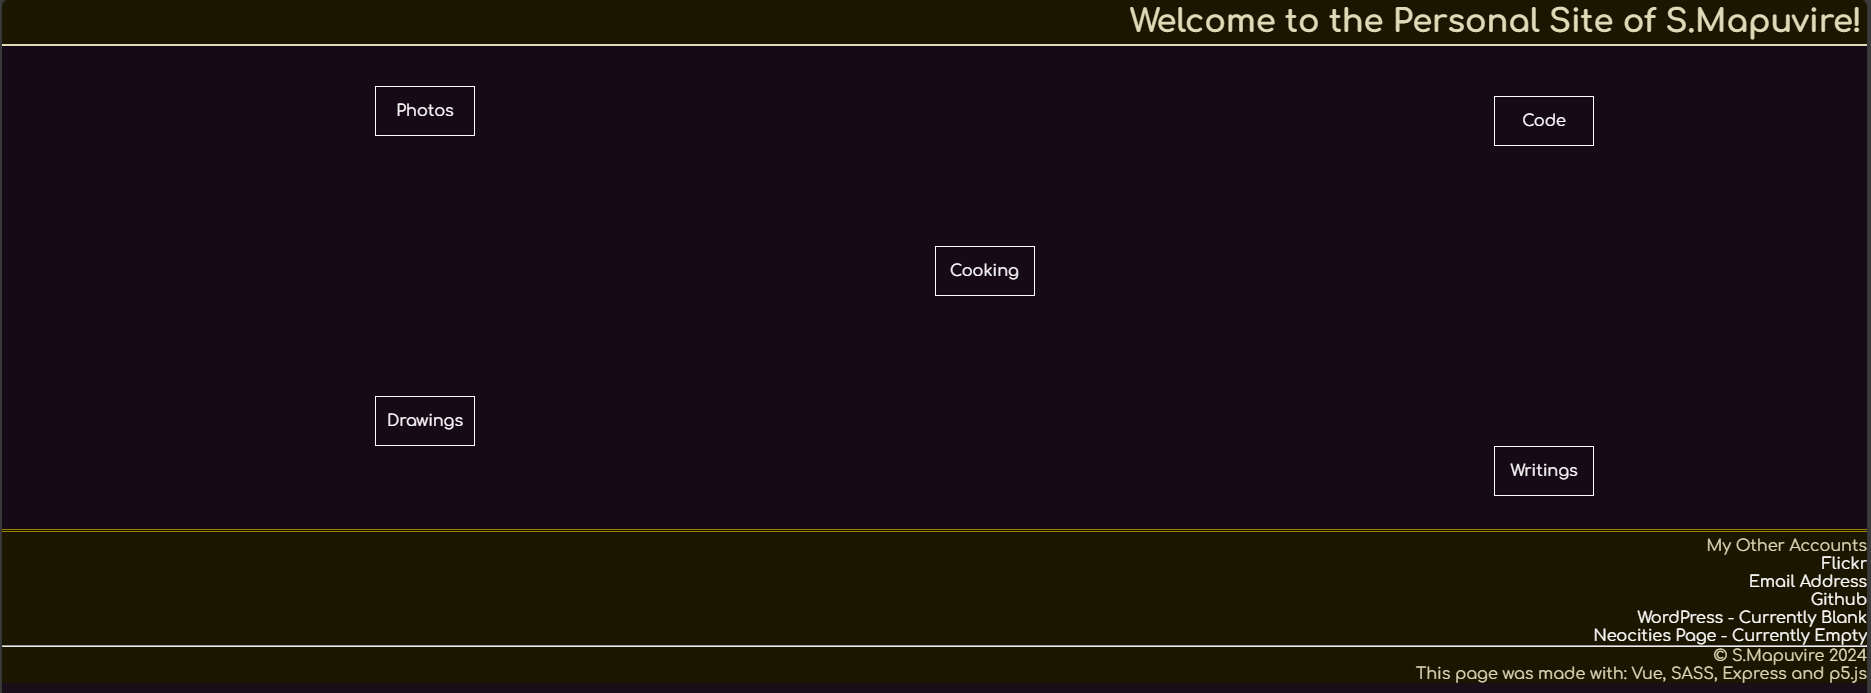 Welcome to the Personal Site of S.Mapuvire!
Photos
Code
Cooking
Drawings
Writings
My Other Accounts
Flickr
Email Address
Github
WordPress - Currently Blank
Neocities Page - Currently Empty
© S.Mapuvire 2024
This page was made with: Vue, SASS, Express and p5.js